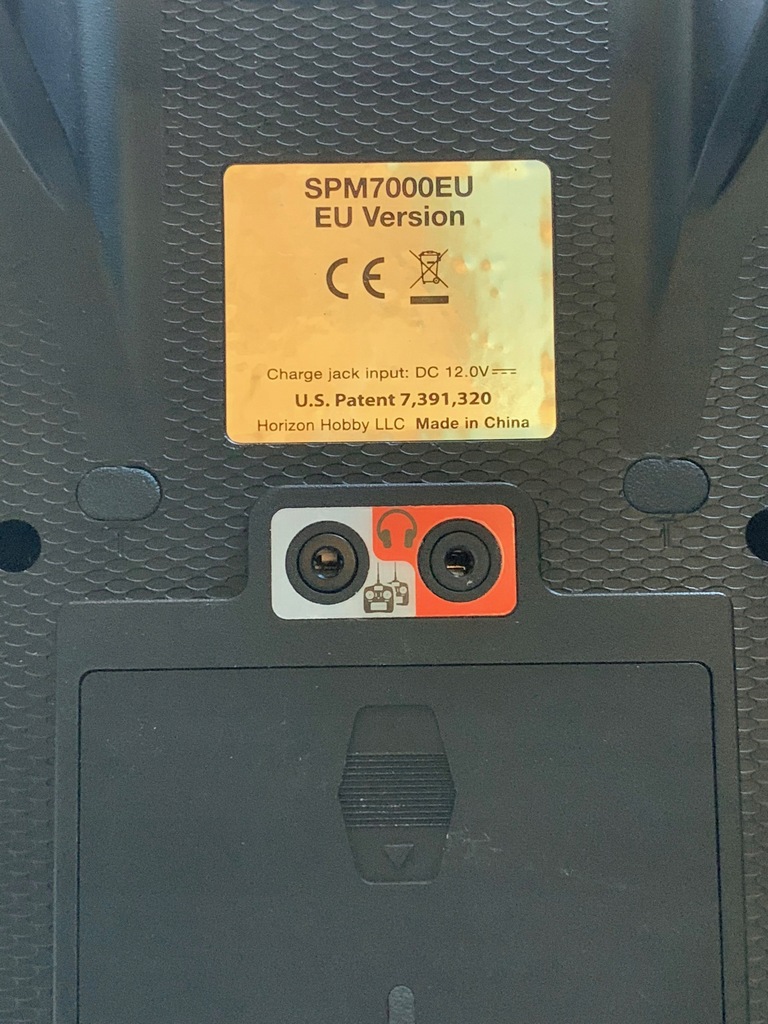 SPM7000EU
EU Version
CE
Charge jack input: DC 12.0V⎓
U.S. Patent 7,391,320
Horizon Hobby LLC Made in China